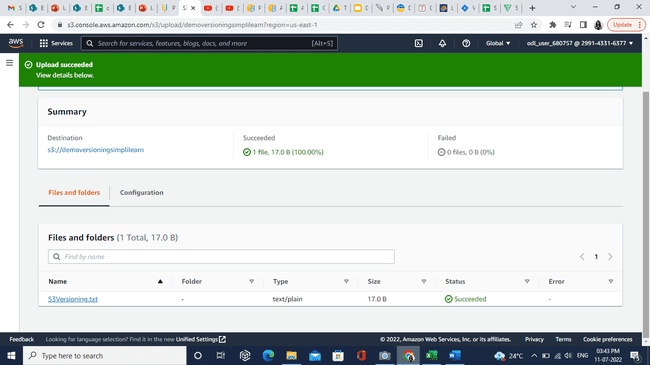 s3.console.aws.amazon.com/s3/upload/demoversioningsimplilearn?region=us-east-1
Update
aws
Services
Search for services, features, blogs, docs, and more
[Alt+S]
Global
odl_user_680757 @ 2991-4331-6377
Upload succeeded
View details below.
Summary
Destination
Succeeded
Failed
s3://demoversioningsimplilearn
1 file, 17.0 B (100.00%)
0 files, 0 B (0%)
Files and folders
Configuration
Files and folders (1 Total, 17.0 B)
Find by name
1
Name
Folder
Type
Size
Status
Error
S3Versioning.txt
-
text/plain
17.0 B
Succeeded
-
Feedback
Looking for language selection? Find it in the new Unified Settings
© 2022, Amazon Web Services, Inc. or its affiliates.
Privacy
Terms
Cookie preferences
Type here to search
24°C
ENG
03:43 PM
11-07-2022